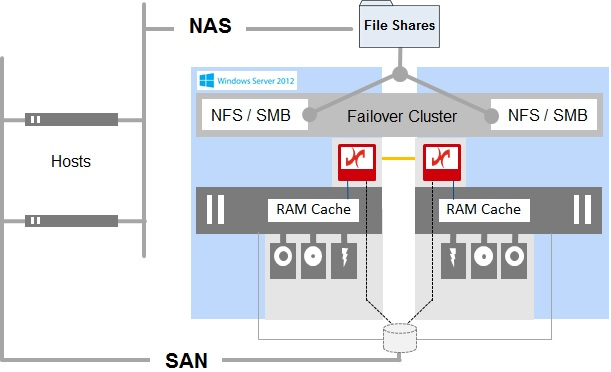 NAS
File Shares
Windows Server 2012
NFS / SMB
Failover Cluster
NFS / SMB
Hosts
RAM Cache
RAM Cache
SAN